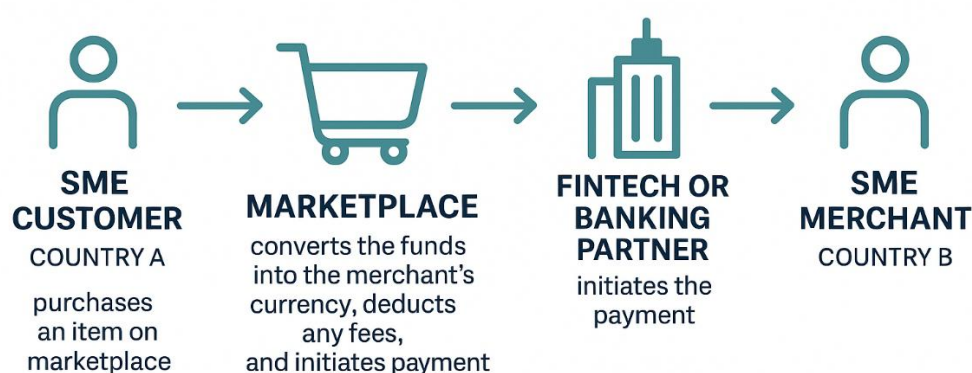 SME
CUSTOMER
COUNTRY A
purchases
an item on
marketplace
MARKETPLACE
converts the funds
into the merchant's
currency, deducts
any fees,
and initiates payment
FINTECH OR
BANKING
PARTNER
initiates the
payment
SME
MERCHANT
COUNTRY B